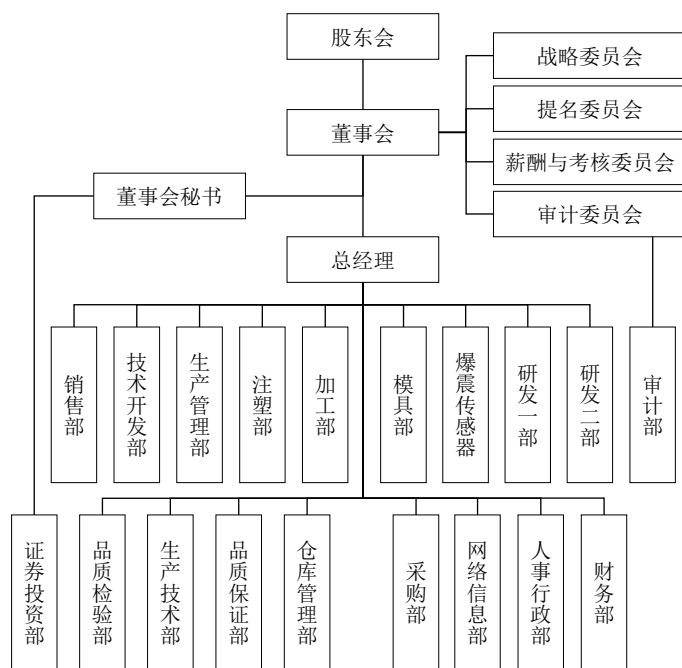 股东会
战略委员会
董事会
提名委员会
薪酬与考核委员会
董事会秘书
审计委员会
总经理
销售部
技术开发部
生产管理部
注塑部
加工部
模具部
爆震传感器
研发一部
研发二部
审计部
证券投资部
品质检验部
生产技术部
品质保证部
仓库管理部
采购部
网络信息部
人事行政部
财务部